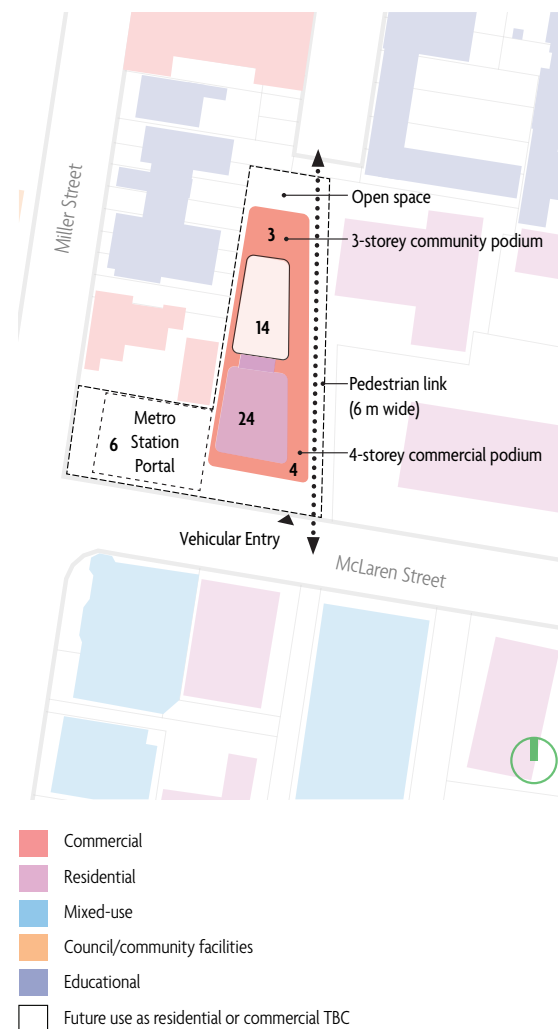 Miller Street
Open space
3
3-storey community podium
14
Pedestrian link
(6 m wide)
24
Metro
Station
Portal
6
4-storey commercial podium
4
Vehicular Entry
McLaren Street
Commercial
Residential
Mixed-use
Council/community facilities
Educational
Future use as residential or commercial TBC